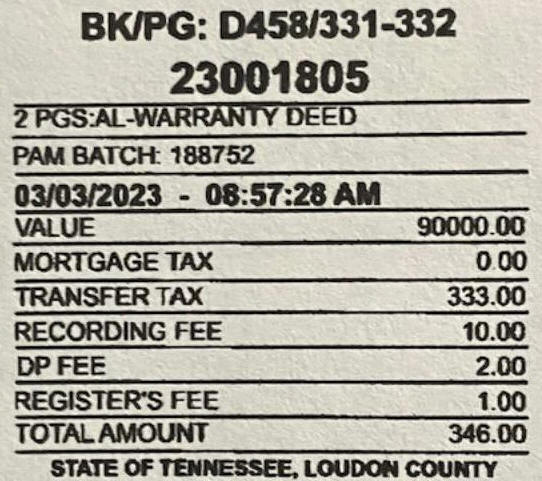 BK/PG: D458/331-332
23001805
2 PGS:AL-WARRANTY DEED
PAM BATCH: 188752
03/03/2023 - 08:57:28 AM
VALUE 90000.00
MORTGAGE TAX 0.00
TRANSFER TAX 333.00
RECORDING FEE 10.00
DP FEE 2.00
REGISTER'S FEE 1.00
TOTAL AMOUNT 346.00
STATE OF TENNESSEE, LOUDON COUNTY